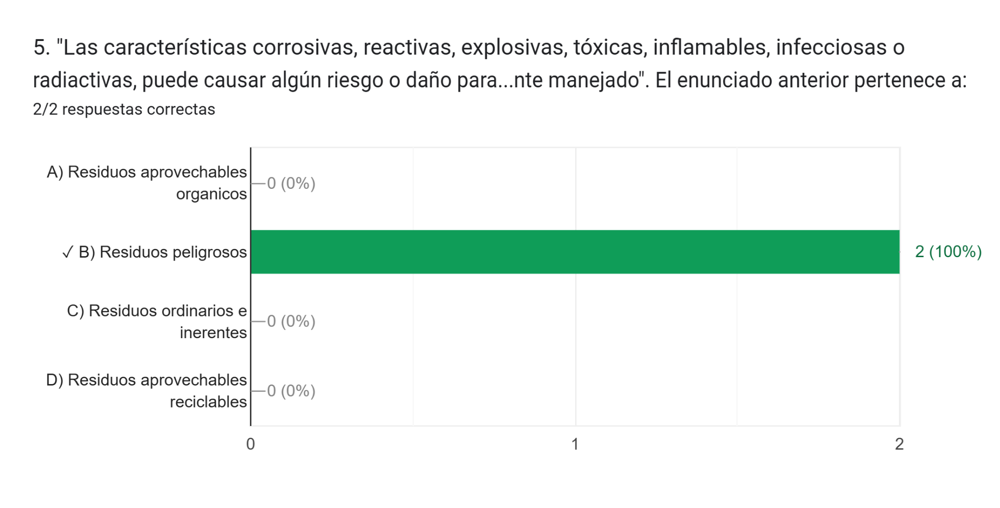 5. "Las características corrosivas, reactivas, explosivas, tóxicas, inflamables, infecciosas o
radiactivas, puede causar algún riesgo o daño para...nte manejado". El enunciado anterior pertenece a:
2/2 respuestas correctas
A) Residuos aprovechables
organicos
0 (0%)
✓ B) Residuos peligrosos
2 (100%)
C) Residuos ordinarios e
inerentes
0 (0%)
D) Residuos aprovechables
reciclables
0 (0%)
0
1
2